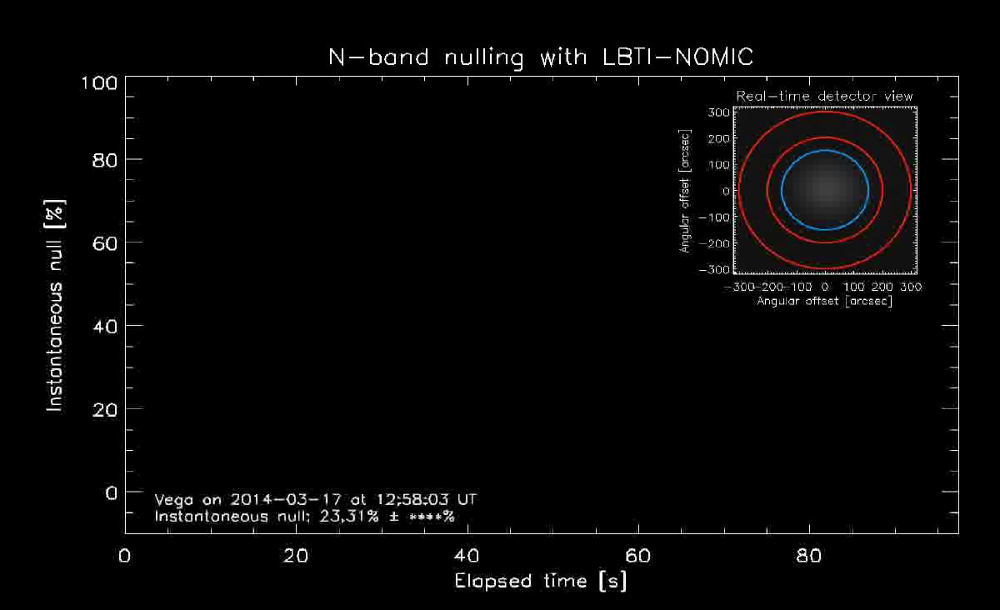 N-band nulling with LBTI-NOMIC
Instantaneous null [%]
100
80
60
40
20
0
Real-time detector view
Angular offset [arcsec]
300
200
100
0
-100
-200
-300
-300 -200 -100 0 100 200 300
Angular offset [arcsec]
Vega on 2014-03-17 at 12:58:03 UT
Instantaneous null: 23.31% ± ****%
0 20 40 60 80
Elapsed time [s]